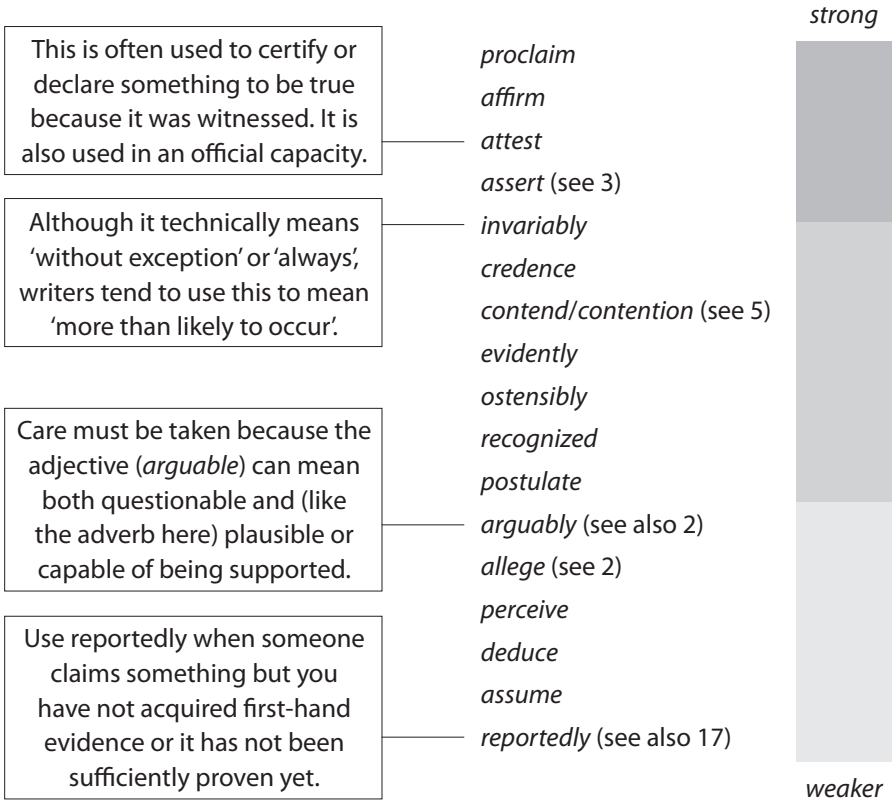 strong
This is often used to certify or
declare something to be true
because it was witnessed. It is
also used in an official capacity.
Although it technically means
‘without exception’ or ‘always’,
writers tend to use this to mean
‘more than likely to occur’.
Care must be taken because the
adjective (arguable) can mean
both questionable and (like
the adverb here) plausible or
capable of being supported.
Use reportedly when someone
claims something but you
have not acquired first-hand
evidence or it has not been
sufficiently proven yet.
proclaim
affirm
attest
assert (see 3)
invariably
credence
contend/contention (see 5)
evidently
ostensibly
recognized
postulate
arguably (see also 2)
allege (see 2)
perceive
deduce
assume
reportedly (see also 17)
weaker